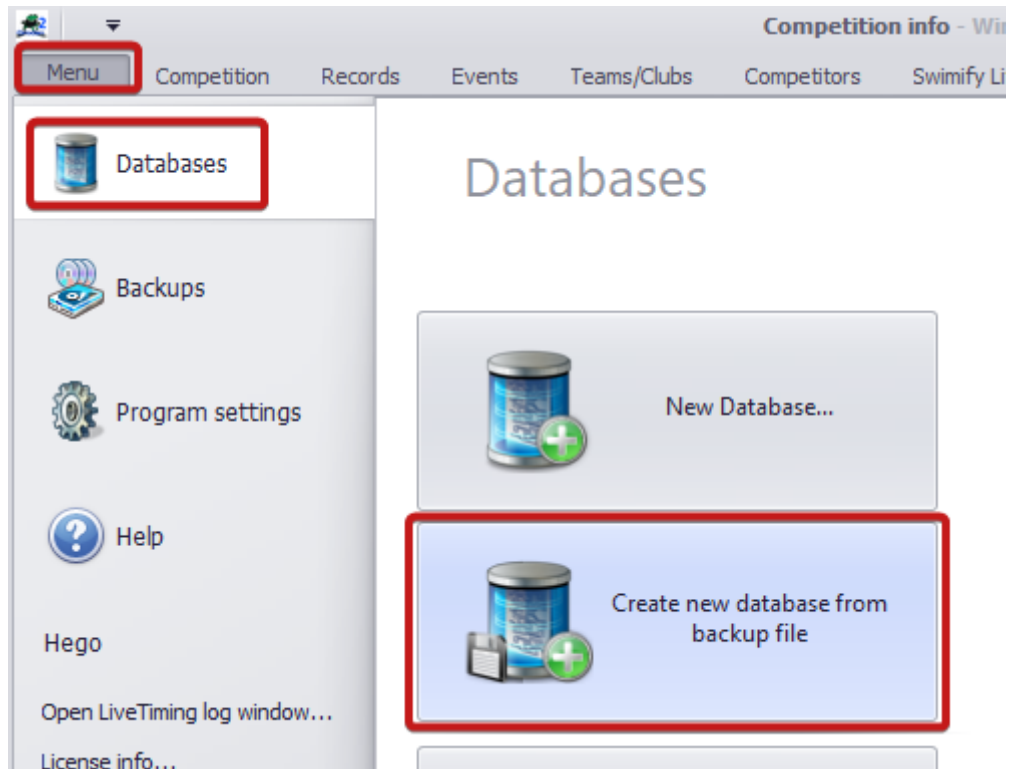 Competition info - Wi
Menu
Competition
Records
Events
Teams/Clubs
Competitors
Swimify Li
Databases
Databases
Backups
New Database...
Program settings
Help
Create new database from
backup file
Hego
Open LiveTiming log window...
License info...